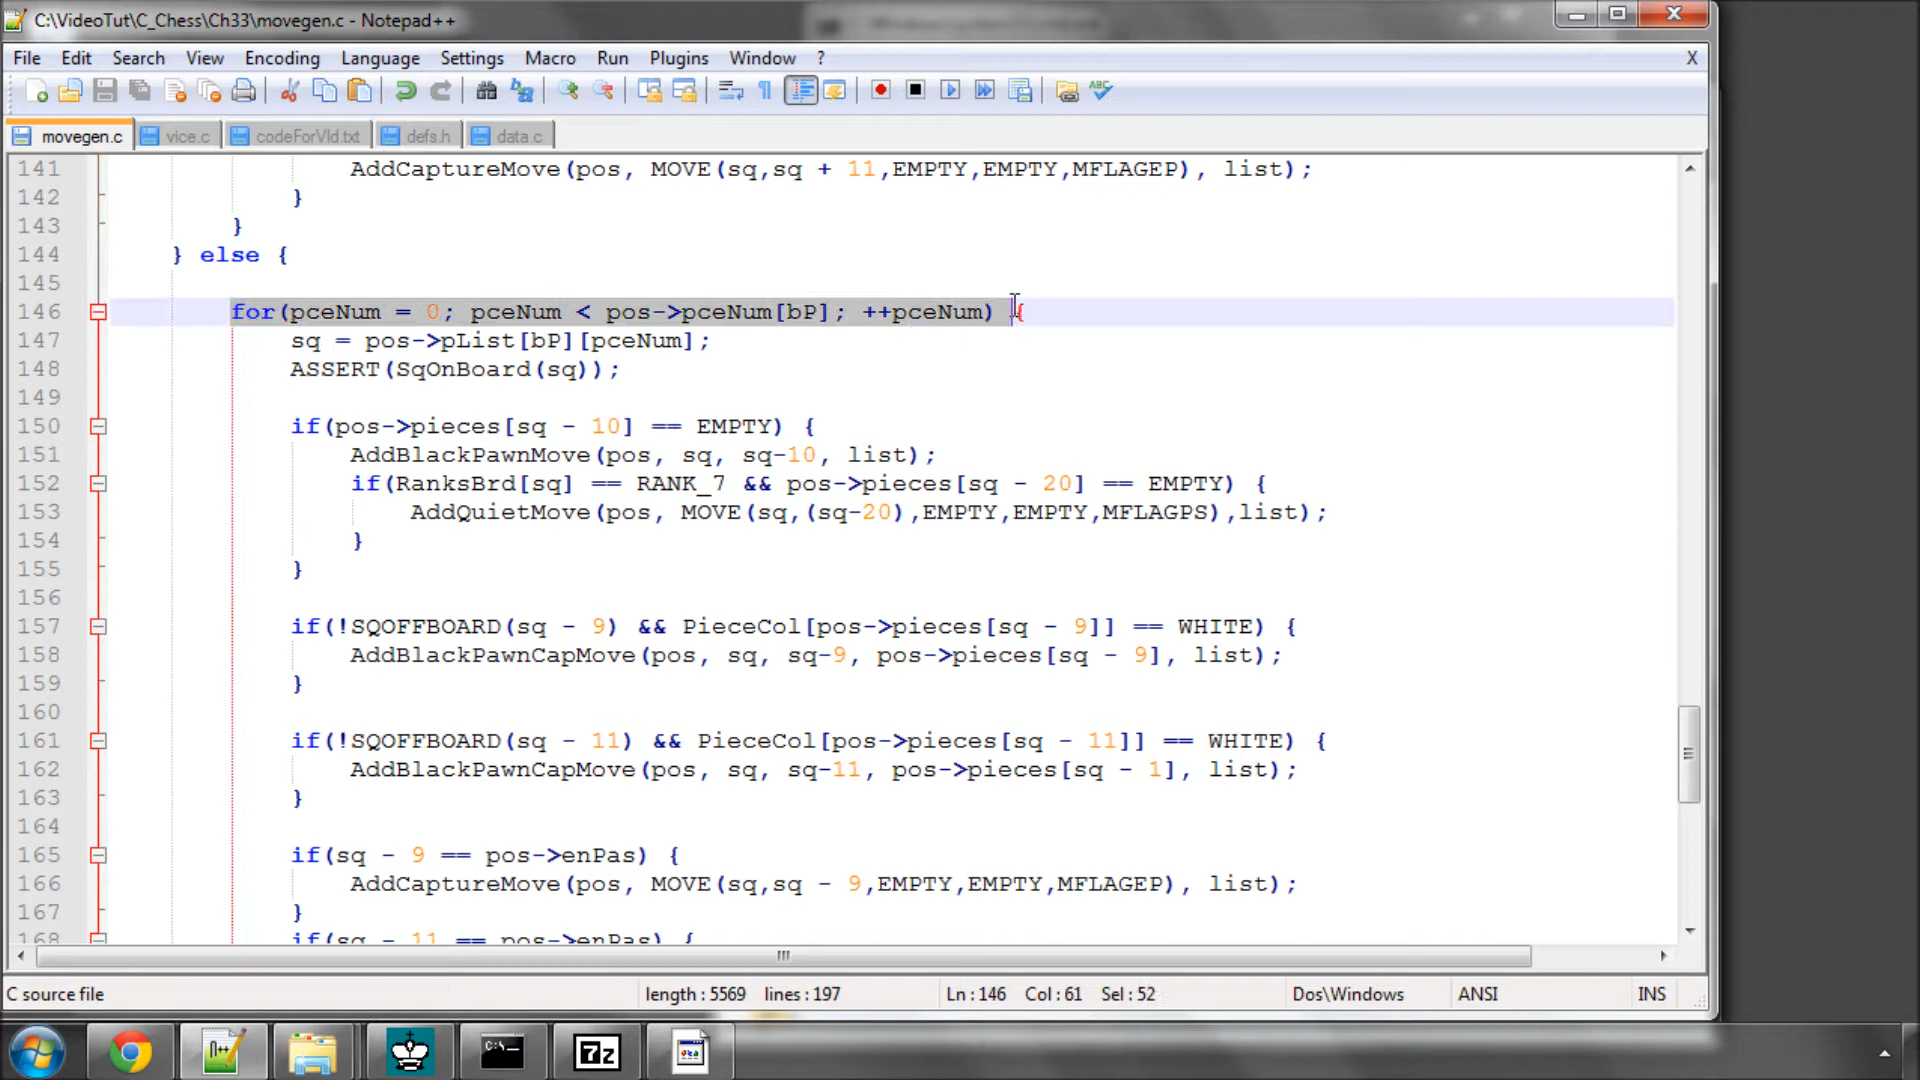 C:\VideoTut\C_Chess\Ch33\movegen.c - Notepad++
File Edit Search View Encoding Language Settings Macro Run Plugins Window ? X
movegen.c vice.c codeForVid.txt defs.h data.c
141 AddCaptureMove(pos, MOVE(sq,sq + 11,EMPTY,EMPTY,MFLAGEP), list);
142 }
143 }
144 } else {
145
146 for(pceNum = 0; pceNum < pos->pceNum[bP]; ++pceNum) {
147 sq = pos->pList[bP][pceNum];
148 ASSERT(SqOnBoard(sq));
149
150 if(pos->pieces[sq - 10] == EMPTY) {
151 AddBlackPawnMove(pos, sq, sq-10, list);
152 if(RanksBrd[sq] == RANK_7 && pos->pieces[sq - 20] == EMPTY) {
153 AddQuietMove(pos, MOVE(sq,(sq-20),EMPTY,EMPTY,MFLAGPS),list);
154 }
155 }
156
157 if(!SQOFFBOARD(sq - 9) && PieceCol[pos->pieces[sq - 9]] == WHITE) {
158 AddBlackPawnCapMove(pos, sq, sq-9, pos->pieces[sq - 9], list);
159 }
160
161 if(!SQOFFBOARD(sq - 11) && PieceCol[pos->pieces[sq - 11]] == WHITE) {
162 AddBlackPawnCapMove(pos, sq, sq-11, pos->pieces[sq - 1], list);
163 }
164
165 if(sq - 9 == pos->enPas) {
166 AddCaptureMove(pos, MOVE(sq,sq - 9,EMPTY,EMPTY,MFLAGEP), list);
167 }
168 if(sq - 11 == pos->enPas) {
C source file length : 5569 lines : 197 Ln : 146 Col : 61 Sel : 52 Dos\Windows ANSI INS